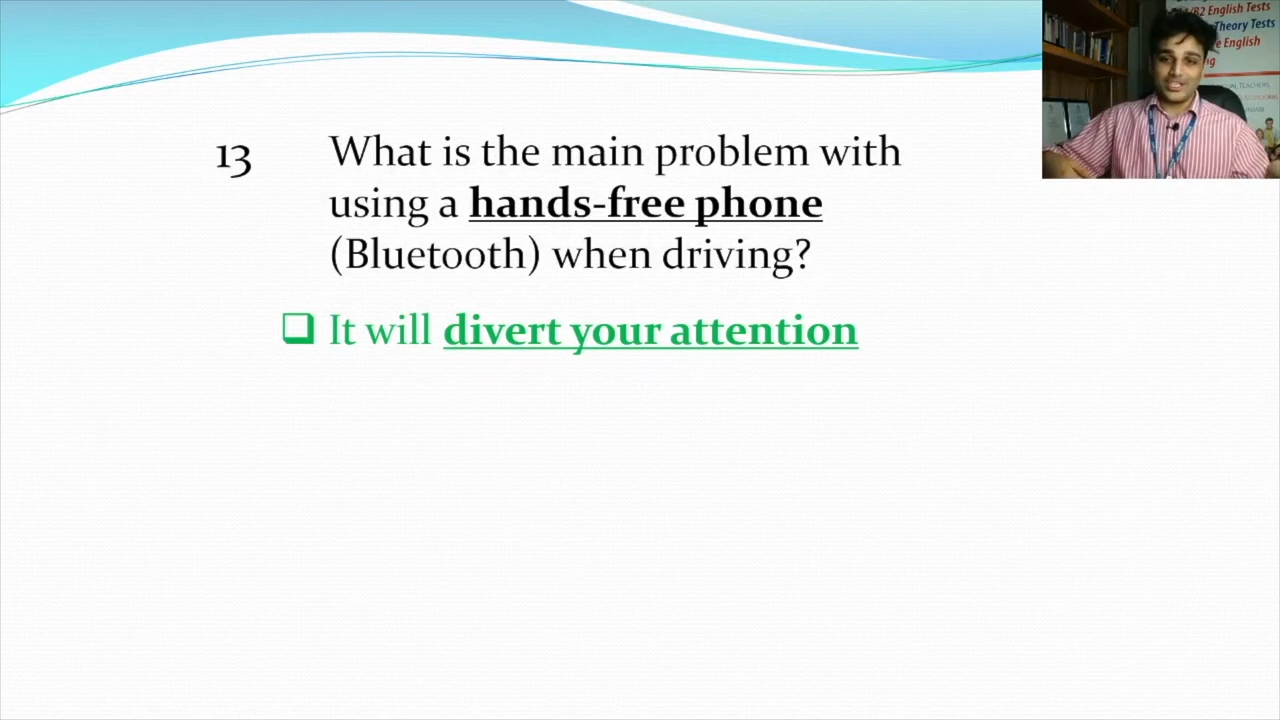 13
What is the main problem with
using a hands-free phone
(Bluetooth) when driving?
It will divert your attention
/B2 English Tests
Theory Tests
English